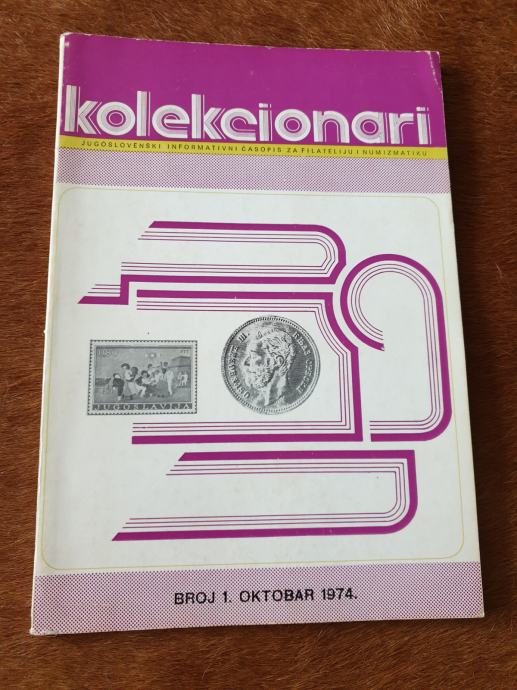 kolekcionari
JUGOSLOVENSKI INFORMATIVNI ČASOPIS ZA FILATELIJU I NUMIZMATIKU
JUGOSLAVIJA
BROJ 1. OKTOBAR 1974.